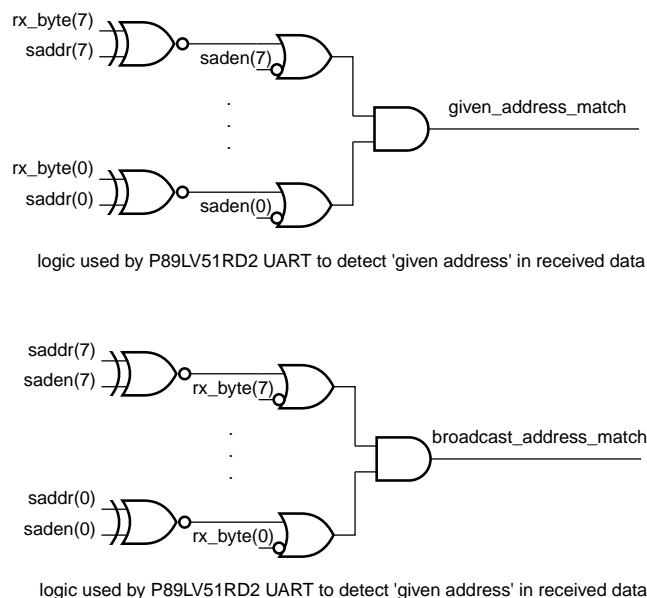 rx_byte(7)
saddr(7)
saden(7)
given_address_match
rx_byte(0)
saddr(0)
saden(0)
logic used by P89LV51RD2 UART to detect 'given address' in received data
saddr(7)
saden(7)
rx_byte(7)
broadcast_address_match
saddr(0)
saden(0)
rx_byte(0)
logic used by P89LV51RD2 UART to detect 'given address' in received data